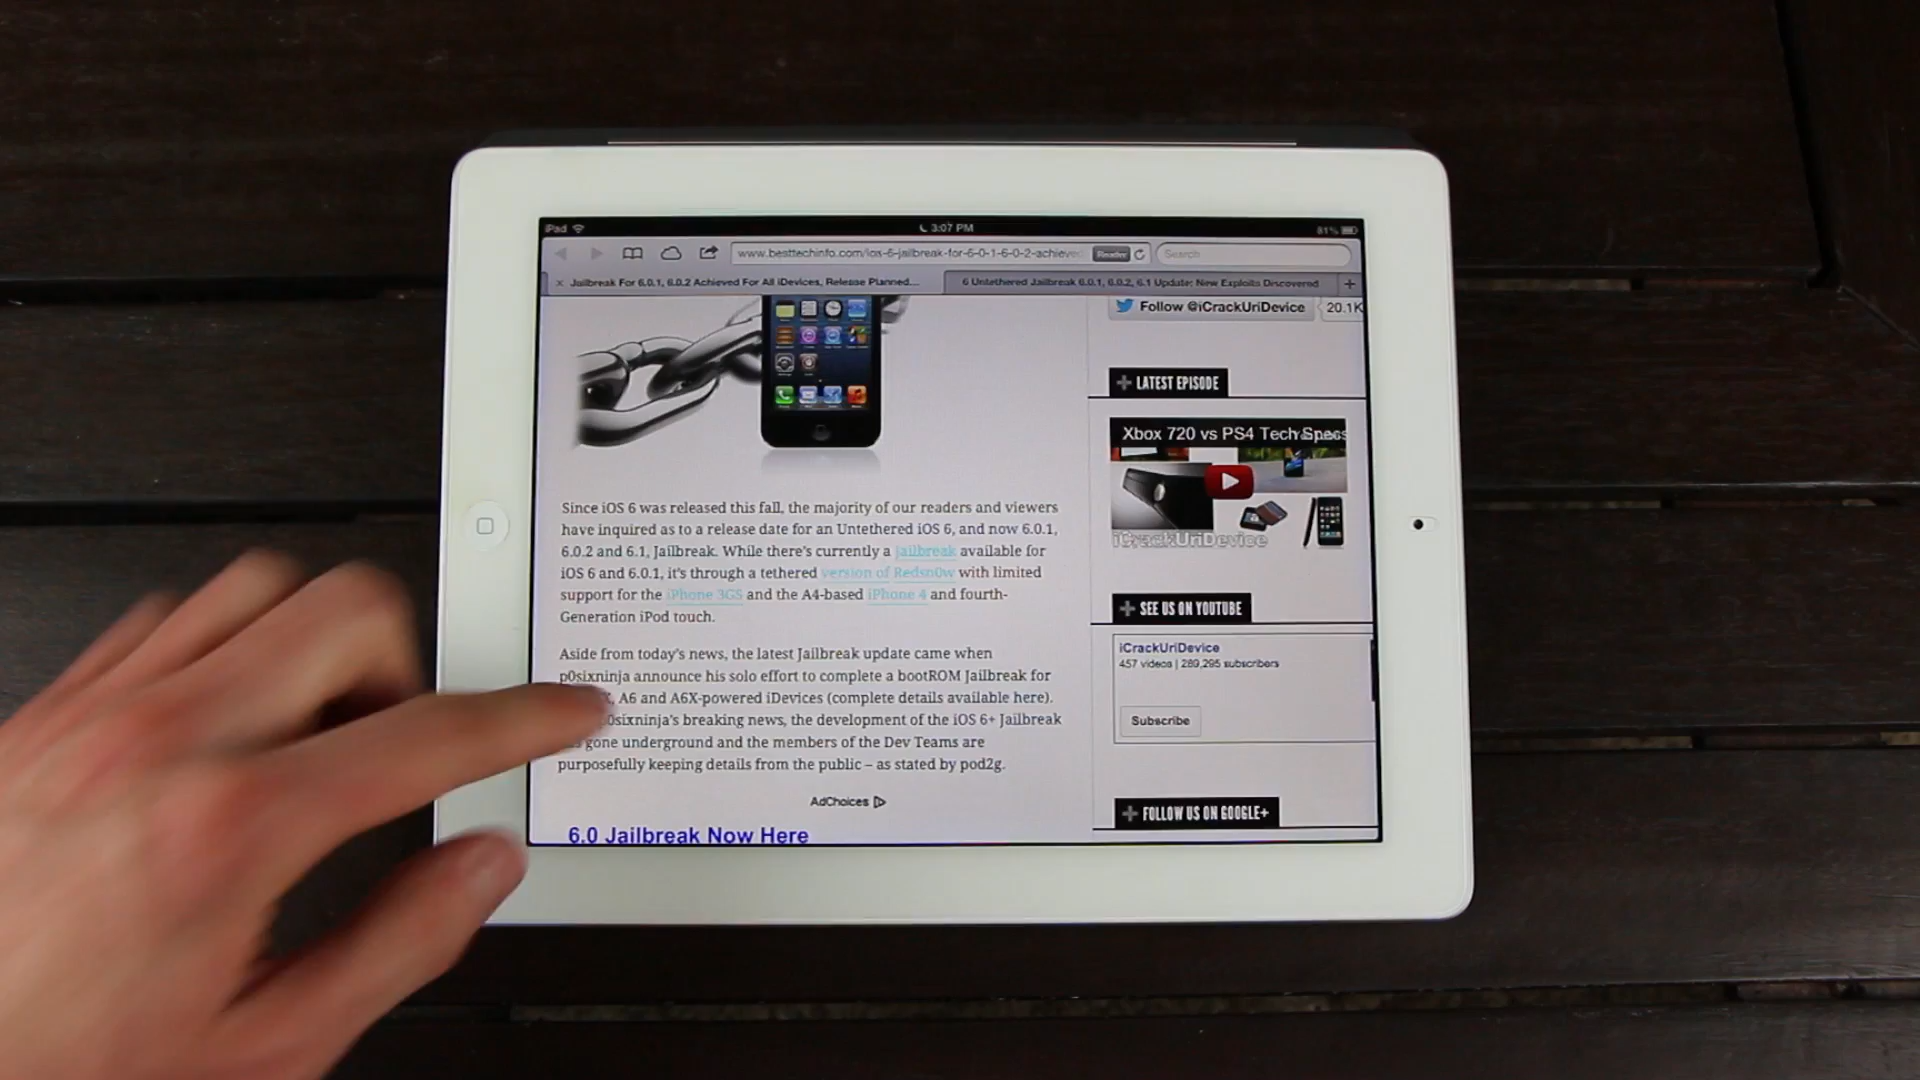 iPad
3:07 PM
81%
www.besttechinfo.com/ios-6-jailbreak-for-6-0-1-6-0-2-achieved
Reader
Search
Jailbreak For 6.0.1, 6.0.2 Achieved For All iDevices, Release Planned...
6 Untethered Jailbreak 6.0.1, 6.0.2, 6.1 Update: New Exploits Discovered
Since iOS 6 was released this fall, the majority of our readers and viewers
have inquired as to a release date for an Untethered iOS 6, and now 6.0.1,
6.0.2 and 6.1, Jailbreak. While there's currently a jailbreak available for
iOS 6 and 6.0.1, it's through a tethered version of Redsn0w with limited
support for the iPhone 3GS and the A4-based iPhone 4 and fourth-
Generation iPod touch.
Aside from today's news, the latest Jailbreak update came when
p0sixninja announce his solo effort to complete a bootROM Jailbreak for
A6 and A6X-powered iDevices (complete details available here).
p0sixninja's breaking news, the development of the iOS 6+ Jailbreak
gone underground and the members of the Dev Teams are
purposefully keeping details from the public – as stated by pod2g.
AdChoices
6.0 Jailbreak Now Here
Follow @iCrackUriDevice
20.1K
LATEST EPISODE
Xbox 720 vs PS4 Tech Specs
iCrackUriDevice
SEE US ON YOUTUBE
iCrackUriDevice
457 videos | 289,295 subscribers
Subscribe
FOLLOW US ON GOOGLE+